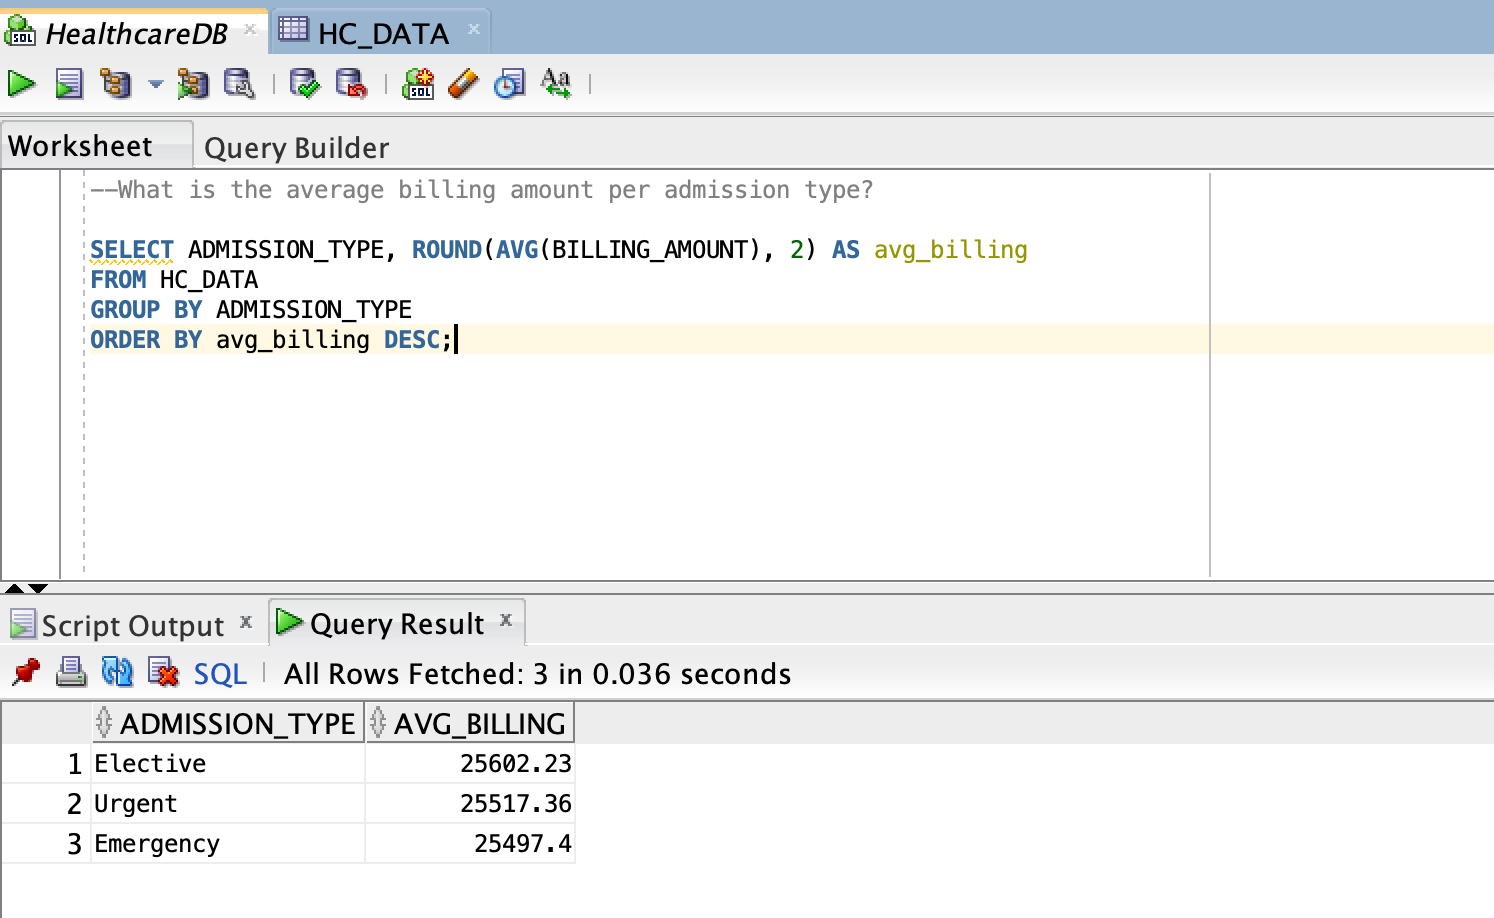 HealthcareDB HC_DATA
Worksheet Query Builder
--What is the average billing amount per admission type?
SELECT ADMISSION_TYPE, ROUND(AVG(BILLING_AMOUNT), 2) AS avg_billing
FROM HC_DATA
GROUP BY ADMISSION_TYPE
ORDER BY avg_billing DESC;
Script Output Query Result
SQL All Rows Fetched: 3 in 0.036 seconds
ADMISSION_TYPE AVG_BILLING
1 Elective 25602.23
2 Urgent 25517.36
3 Emergency 25497.4